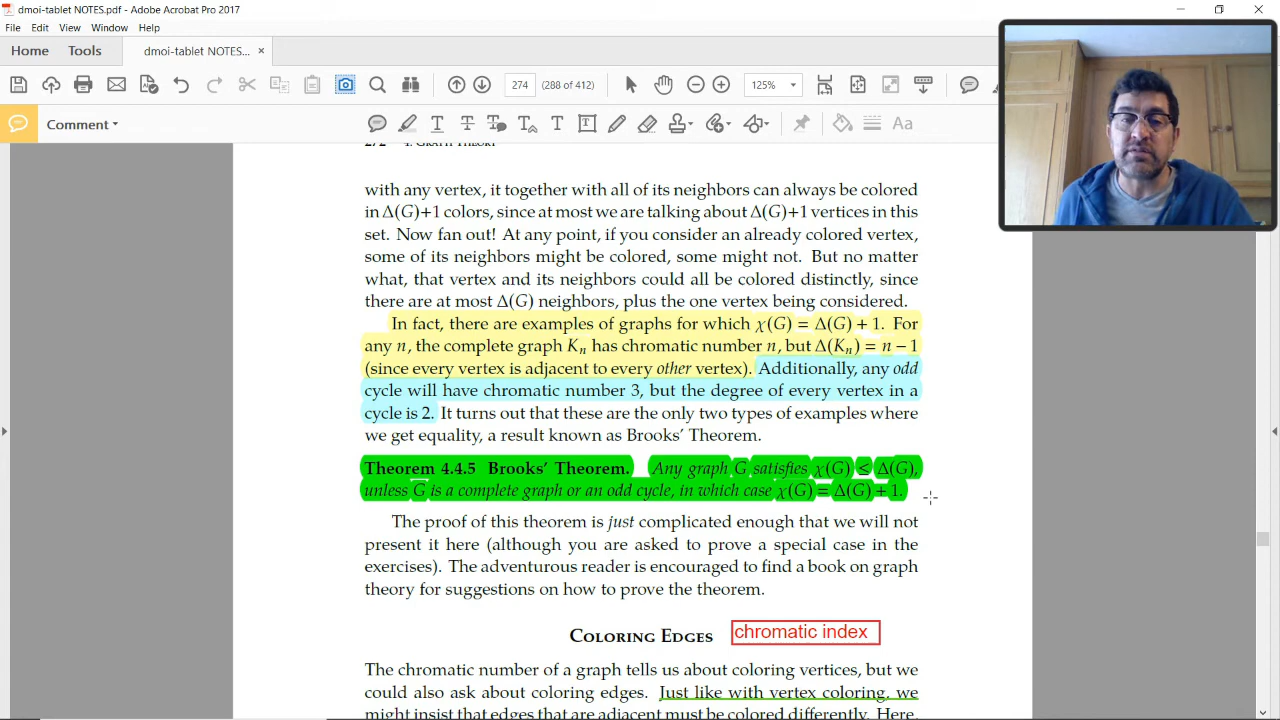 dmoi-tablet NOTES.pdf - Adobe Acrobat Pro 2017
File Edit View Window Help
Home Tools dmoi-tablet NOTES... ×
274 (288 of 412) 125%
Comment
272 4. Graph Theory
with any vertex, it together with all of its neighbors can always be colored
in Δ(G)+1 colors, since at most we are talking about Δ(G)+1 vertices in this
set. Now fan out! At any point, if you consider an already colored vertex,
some of its neighbors might be colored, some might not. But no matter
what, that vertex and its neighbors could all be colored distinctly, since
there are at most Δ(G) neighbors, plus the one vertex being considered.
In fact, there are examples of graphs for which χ(G) = Δ(G) + 1. For
any n, the complete graph Kn has chromatic number n, but Δ(Kn) = n − 1
(since every vertex is adjacent to every other vertex). Additionally, any odd
cycle will have chromatic number 3, but the degree of every vertex in a
cycle is 2. It turns out that these are the only two types of examples where
we get equality, a result known as Brooks' Theorem.
Theorem 4.4.5 Brooks' Theorem. Any graph G satisfies χ(G) ≤ Δ(G),
unless G is a complete graph or an odd cycle, in which case χ(G) = Δ(G) + 1.
The proof of this theorem is just complicated enough that we will not
present it here (although you are asked to prove a special case in the
exercises). The adventurous reader is encouraged to find a book on graph
theory for suggestions on how to prove the theorem.
Coloring Edges chromatic index
The chromatic number of a graph tells us about coloring vertices, but we
could also ask about coloring edges. Just like with vertex coloring, we
might insist that edges that are adjacent must be colored differently. Here,